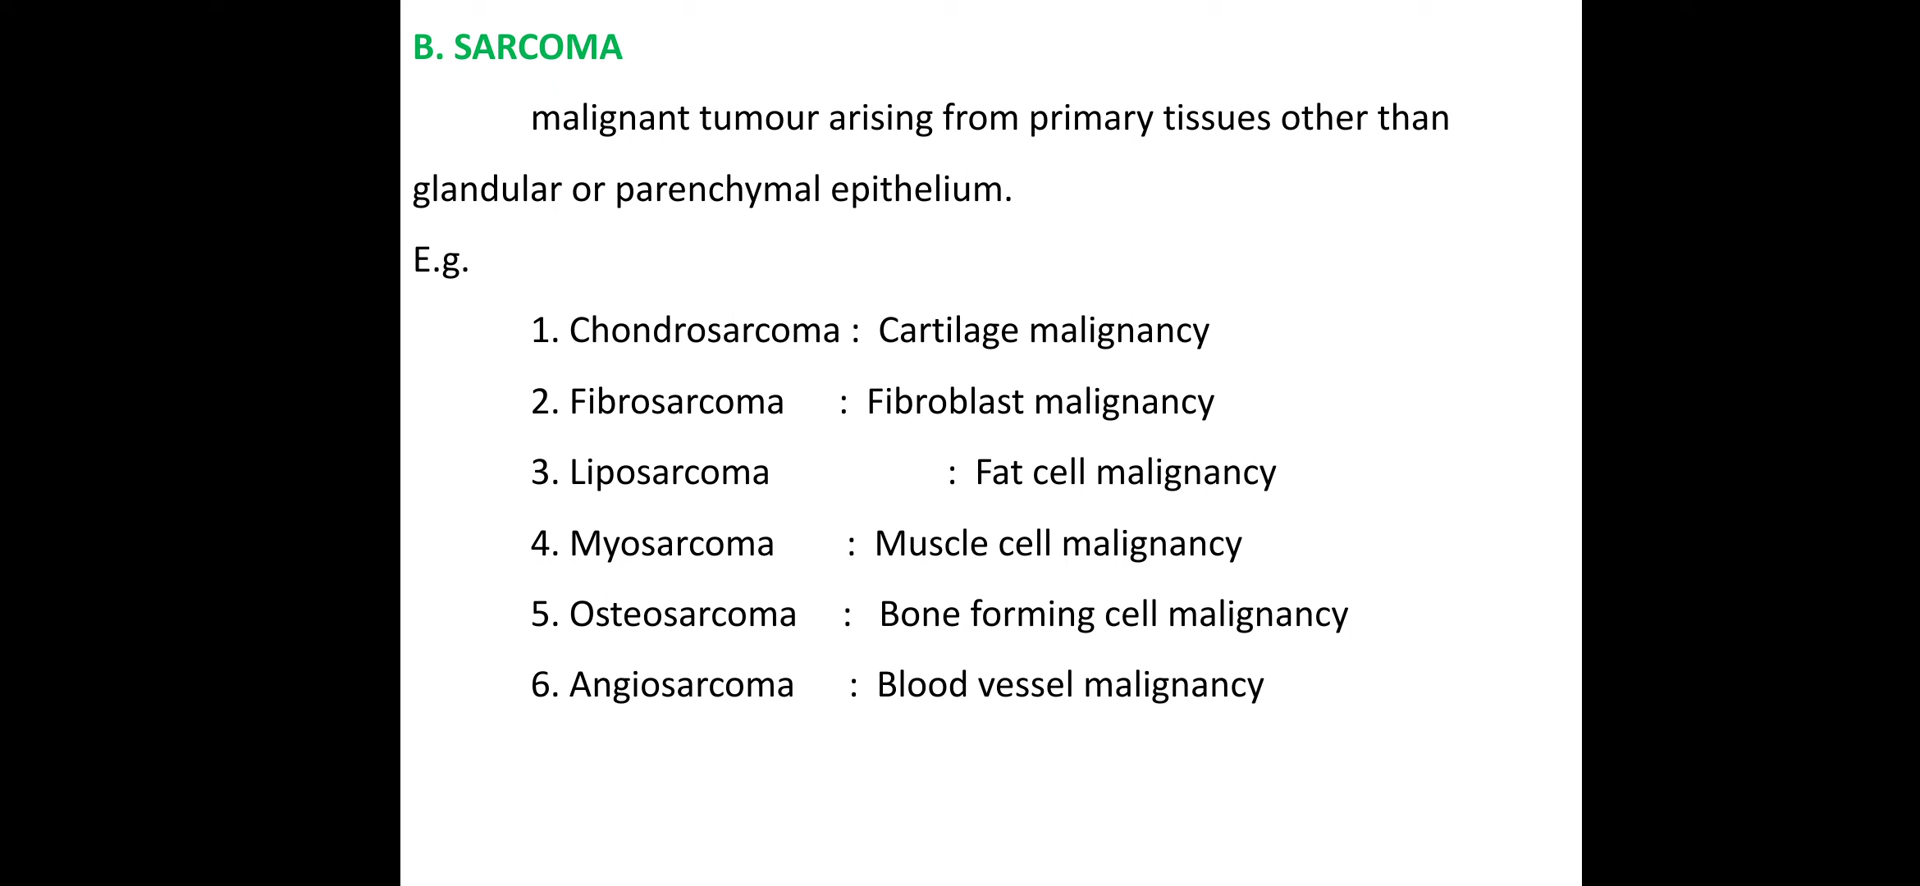 B. SARCOMA
malignant tumour arising from primary tissues other than
glandular or parenchymal epithelium.
E.g.
1. Chondrosarcoma : Cartilage malignancy
2. Fibrosarcoma : Fibroblast malignancy
3. Liposarcoma : Fat cell malignancy
4. Myosarcoma : Muscle cell malignancy
5. Osteosarcoma : Bone forming cell malignancy
6. Angiosarcoma : Blood vessel malignancy